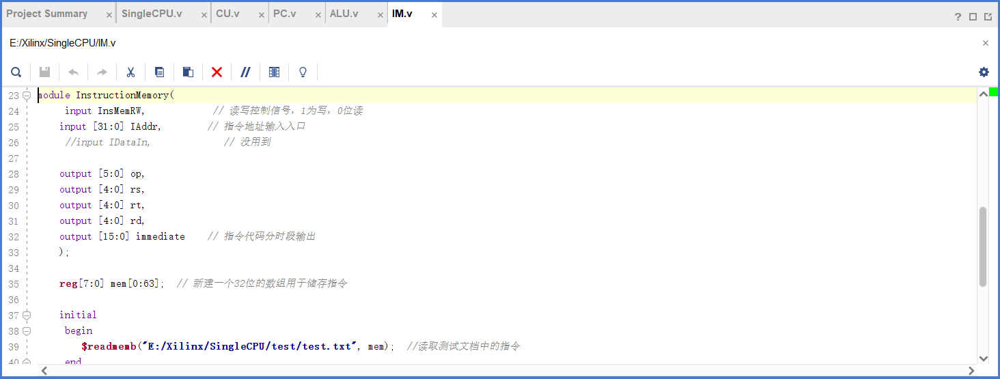 Project Summary × SingleCPU.v × CU.v × PC.v × ALU.v × IM.v × ?
E:/Xilinx/SingleCPU/IM.v ×
23 module InstructionMemory(
24 input InsMemRW, // 读写控制信号，1为写，0位读
25 input [31:0] IAddr, // 指令地址输入入口
26 //input IDataIn, // 没用到
27
28 output [5:0] op,
29 output [4:0] rs,
30 output [4:0] rt,
31 output [4:0] rd,
32 output [15:0] immediate // 指令代码分时段输出
33 );
34
35 reg[7:0] mem[0:63]; // 新建一个32位的数组用于储存指令
36
37 initial
38 begin
39 $readmemb("E:/Xilinx/SingleCPU/test/test.txt", mem); //读取测试文档中的指令
40 end